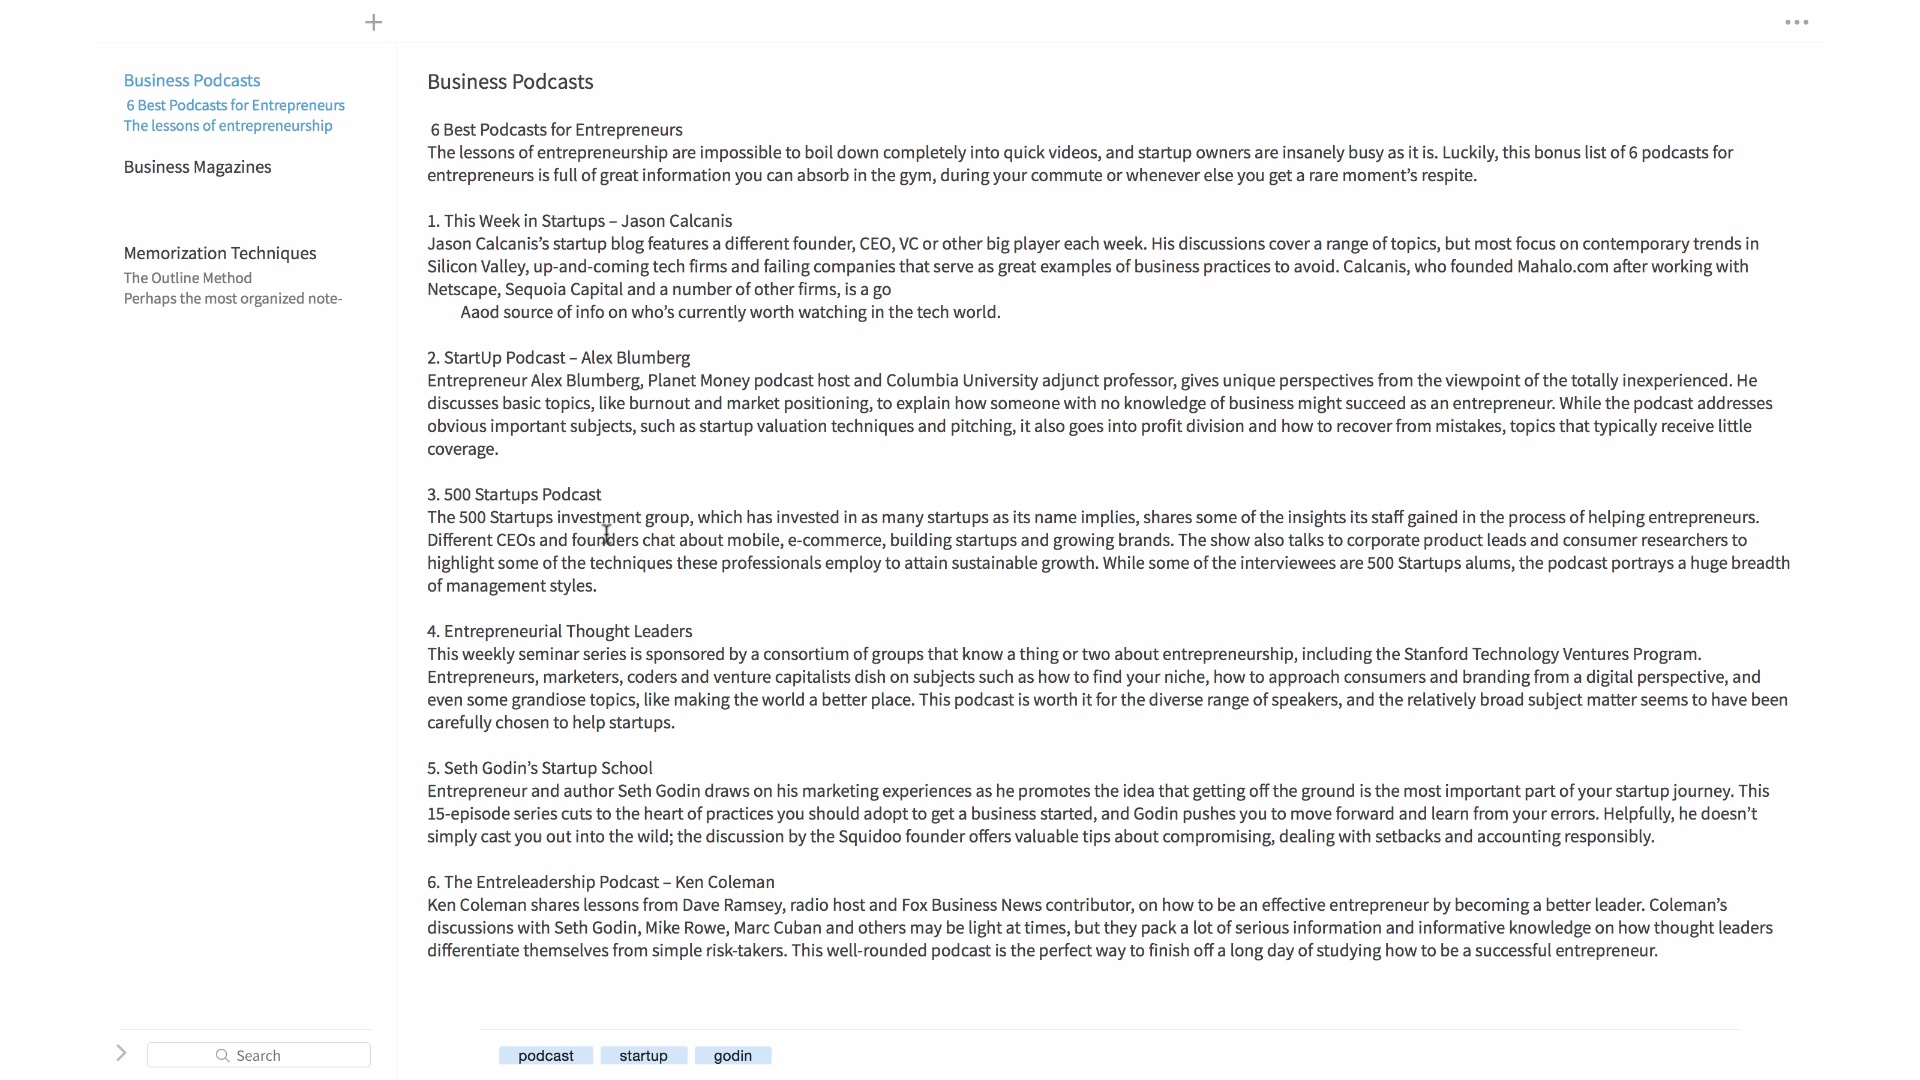 Business Podcasts
6 Best Podcasts for Entrepreneurs
The lessons of entrepreneurship
Business Magazines
Memorization Techniques
The Outline Method
Perhaps the most organized note-
Search
Business Podcasts
6 Best Podcasts for Entrepreneurs
The lessons of entrepreneurship are impossible to boil down completely into quick videos, and startup owners are insanely busy as it is. Luckily, this bonus list of 6 podcasts for
entrepreneurs is full of great information you can absorb in the gym, during your commute or whenever else you get a rare moment’s respite.
1. This Week in Startups – Jason Calcanis
Jason Calcanis’s startup blog features a different founder, CEO, VC or other big player each week. His discussions cover a range of topics, but most focus on contemporary trends in
Silicon Valley, up-and-coming tech firms and failing companies that serve as great examples of business practices to avoid. Calcanis, who founded Mahalo.com after working with
Netscape, Sequoia Capital and a number of other firms, is a go
Aaod source of info on who’s currently worth watching in the tech world.
2. StartUp Podcast – Alex Blumberg
Entrepreneur Alex Blumberg, Planet Money podcast host and Columbia University adjunct professor, gives unique perspectives from the viewpoint of the totally inexperienced. He
discusses basic topics, like burnout and market positioning, to explain how someone with no knowledge of business might succeed as an entrepreneur. While the podcast addresses
obvious important subjects, such as startup valuation techniques and pitching, it also goes into profit division and how to recover from mistakes, topics that typically receive little
coverage.
3. 500 Startups Podcast
The 500 Startups investment group, which has invested in as many startups as its name implies, shares some of the insights its staff gained in the process of helping entrepreneurs.
Different CEOs and founders chat about mobile, e-commerce, building startups and growing brands. The show also talks to corporate product leads and consumer researchers to
highlight some of the techniques these professionals employ to attain sustainable growth. While some of the interviewees are 500 Startups alums, the podcast portrays a huge breadth
of management styles.
4. Entrepreneurial Thought Leaders
This weekly seminar series is sponsored by a consortium of groups that know a thing or two about entrepreneurship, including the Stanford Technology Ventures Program.
Entrepreneurs, marketers, coders and venture capitalists dish on subjects such as how to find your niche, how to approach consumers and branding from a digital perspective, and
even some grandiose topics, like making the world a better place. This podcast is worth it for the diverse range of speakers, and the relatively broad subject matter seems to have been
carefully chosen to help startups.
5. Seth Godin’s Startup School
Entrepreneur and author Seth Godin draws on his marketing experiences as he promotes the idea that getting off the ground is the most important part of your startup journey. This
15-episode series cuts to the heart of practices you should adopt to get a business started, and Godin pushes you to move forward and learn from your errors. Helpfully, he doesn’t
simply cast you out into the wild; the discussion by the Squidoo founder offers valuable tips about compromising, dealing with setbacks and accounting responsibly.
6. The Entreleadership Podcast – Ken Coleman
Ken Coleman shares lessons from Dave Ramsey, radio host and Fox Business News contributor, on how to be an effective entrepreneur by becoming a better leader. Coleman’s
discussions with Seth Godin, Mike Rowe, Marc Cuban and others may be light at times, but they pack a lot of serious information and informative knowledge on how thought leaders
differentiate themselves from simple risk-takers. This well-rounded podcast is the perfect way to finish off a long day of studying how to be a successful entrepreneur.
podcast startup godin